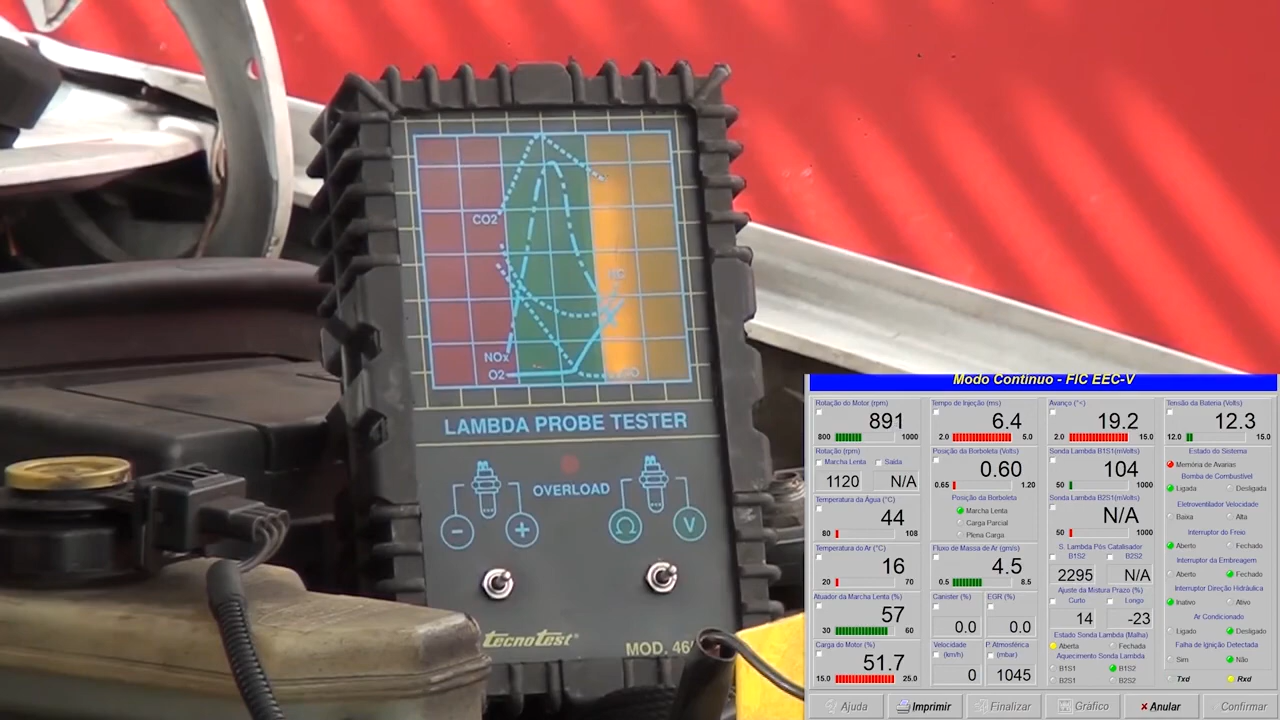 CO2
HC
NOx
O2
CO
LAMBDA PROBE TESTER
OVERLOAD
- + Ω V
TECNOTEST®
MOD. 46
Modo Continuo - FIC EEC-V
Rotação do Motor (rpm)
891
800 1000
Rotação (rpm)
Marcha Lenta Saída
1120 N/A
Temperatura da Água (°C)
44
80 108
Temperatura do Ar (°C)
16
20 70
Atuador da Marcha Lenta (%)
57
30 60
Carga do Motor (%)
51.7
15.0 25.0
Tempo de Injeção (ms)
6.4
2.0 5.0
Posição da Borboleta (Volts)
0.60
0.65 1.20
Posição da Borboleta
Marcha Lenta
Carga Parcial
Plena Carga
Fluxo de Massa de Ar (gm/s)
4.5
0.5 8.5
Canister (%) EGR (%)
0.0 0.0
Velocidade (km/h) P.Atmosférica (mbar)
0 1045
Avanço (°<)
19.2
2.0 15.0
Sonda Lambda B1S1(mVolts)
104
50 1000
Sonda Lambda B2S1(mVolts)
N/A
50 1000
S. Lambda Pós Catalisador
B1S2 B2S2
2295 N/A
Ajuste da Mistura Prazo (%)
Curto Longo
14 -23
Estado Sonda Lambda (Malha)
Aberta Fechada
Aquecimento Sonda Lambda
B1S1 B1S2
B2S1 B2S2
Tensão da Bateria (Volts)
12.3
12.0 15.0
Estado do Sistema
Memória de Avarias
Bomba de Combustível
Ligada Desligada
Eletroventilador Velocidade
Baixa Alta
Interruptor do Freio
Aberto Fechado
Interruptor da Embreagem
Aberto Fechado
Interruptor Direção Hidráulica
Inativo Ativo
Ar Condicionado
Ligado Desligado
Falha de Ignição Detectada
Sim Não
Txd Rxd
Ajuda Imprimir Finalizar Gráfico Anular Confirmar